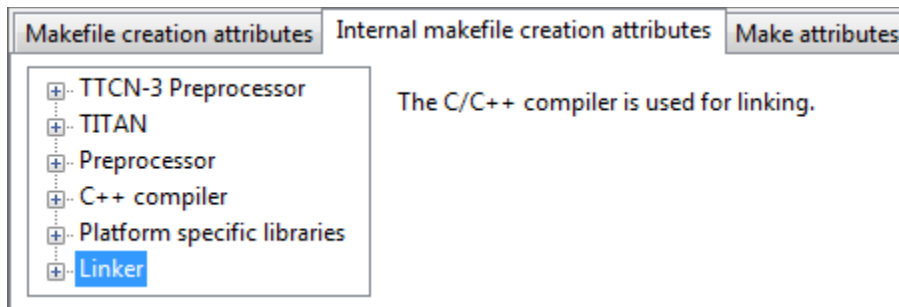 Makefile creation attributes Internal makefile creation attributes Make attributes
TTCN-3 Preprocessor
TITAN
Preprocessor
C++ compiler
Platform specific libraries
Linker
The C/C++ compiler is used for linking.